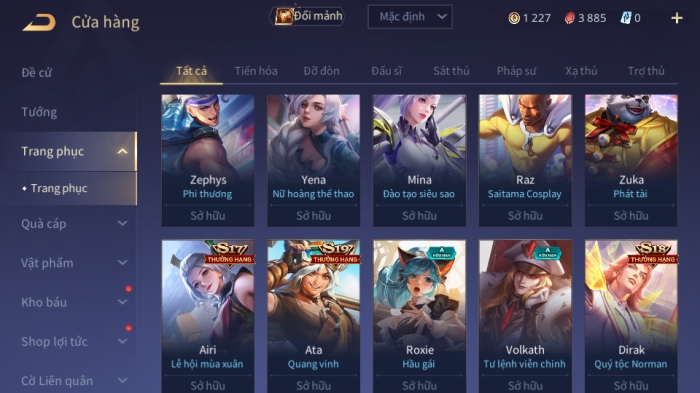 Cửa hàng
Đổi mảnh
Mặc định
1 227
3 885
0
Đề cử
Tướng
Trang phục
Trang phục
Quà cáp
Vật phẩm
Kho báu
Shop lợi tức
Cờ Liên quân
Tất cả Tiến hóa Đỡ đòn Đấu sĩ Sát thủ Pháp sư Xạ thủ Trợ thủ
Zephys
Phi thương
Sở hữu
Yena
Nữ hoàng thể thao
Sở hữu
Mina
Đào tạo siêu sao
Sở hữu
Raz
Saitama Cosplay
Sở hữu
Zuka
Phát tài
Sở hữu
S17
THƯỞNG HẠNG
Airi
Lễ hội mùa xuân
Sở hữu
S19
THƯỞNG HẠNG
Ata
Quang vinh
Sở hữu
A
HỮU HẠN
Roxie
Hầu gái
Sở hữu
A
HỮU HẠN
Volkath
Tư lệnh viễn chinh
Sở hữu
S18
THƯỞNG HẠNG
Dirak
Quý tộc Norman
Sở hữu